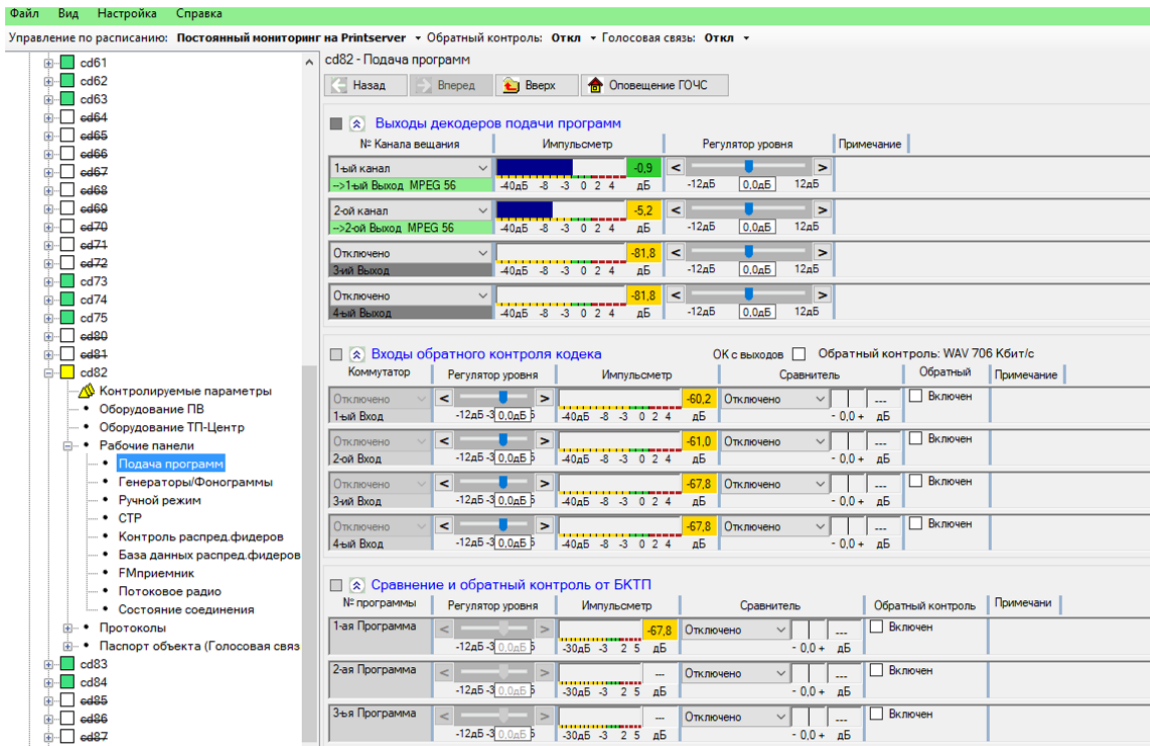 Файл Вид Настройка Справка
Управление по расписанию: Постоянный мониторинг на Printserver Обратный контроль: Откл Голосовая связь: Откл
cd61
cd62
cd63
cd64
cd65
cd66
cd67
cd68
cd69
cd70
cd71
cd72
cd73
cd74
cd75
cd80
cd81
cd82
Контролируемые параметры
Оборудование ПВ
Оборудование ТП-Центр
Рабочие панели
Подача программ
Генераторы/Фонограммы
Ручной режим
СТР
Контроль распред.фидеров
База данных распред.фидеров
FMприемник
Потоковое радио
Состояние соединения
Протоколы
Паспорт объекта (Голосовая связ
cd83
cd84
cd85
cd86
cd87
cd82 - Подача программ
Назад Вперед Вверх Оповещение ГОЧС
Выходы декодеров подачи программ
№ Канала вещания Импульсметр Регулятор уровня Примечание
1-ый канал -0,9 < >
-->1-ый Выход MPEG 56 -40дБ -8 -3 0 2 4 дБ -12дБ 0,0дБ 12дБ
2-ой канал -5,2 < >
-->2-ой Выход MPEG 56 -40дБ -8 -3 0 2 4 дБ -12дБ 0,0дБ 12дБ
Отключено -81,8 < >
3-ий Выход -40дБ -8 -3 0 2 4 дБ -12дБ 0,0дБ 12дБ
Отключено -81,8 < >
4-ый Выход -40дБ -8 -3 0 2 4 дБ -12дБ 0,0дБ 12дБ
Входы обратного контроля кодека ОК с выходов Обратный контроль: WAV 706 Кбит/с
Коммутатор Регулятор уровня Импульсметр Сравнитель Обратный Примечание
Отключено < > -60,2 Отключено --- Включен
1-ый Вход -12дБ -3 0,0дБ 6 -40дБ -8 -3 0 2 4 дБ - 0,0 + дБ
Отключено < > -61,0 Отключено --- Включен
2-ой Вход -12дБ -3 0,0дБ 6 -40дБ -8 -3 0 2 4 дБ - 0,0 + дБ
Отключено < > -67,8 Отключено --- Включен
3-ий Вход -12дБ -3 0,0дБ 6 -40дБ -8 -3 0 2 4 дБ - 0,0 + дБ
Отключено < > -67,8 Отключено --- Включен
4-ый Вход -12дБ -3 0,0дБ 6 -40дБ -8 -3 0 2 4 дБ - 0,0 + дБ
Сравнение и обратный контроль от БКТП
№ программы Регулятор уровня Импульсметр Сравнитель Обратный контроль Примечани
1-ая Программа < > -67,8 Отключено --- Включен
-12дБ -3 0,0дБ 6 -30дБ -3 2 5 дБ - 0,0 + дБ
2-ая Программа < > --- Отключено --- Включен
-12дБ -3 0,0дБ 6 -30дБ -3 2 5 дБ - 0,0 + дБ
3-ья Программа < > --- Отключено --- Включен
-12дБ -3 0,0дБ 6 -30дБ -3 2 5 дБ - 0,0 + дБ